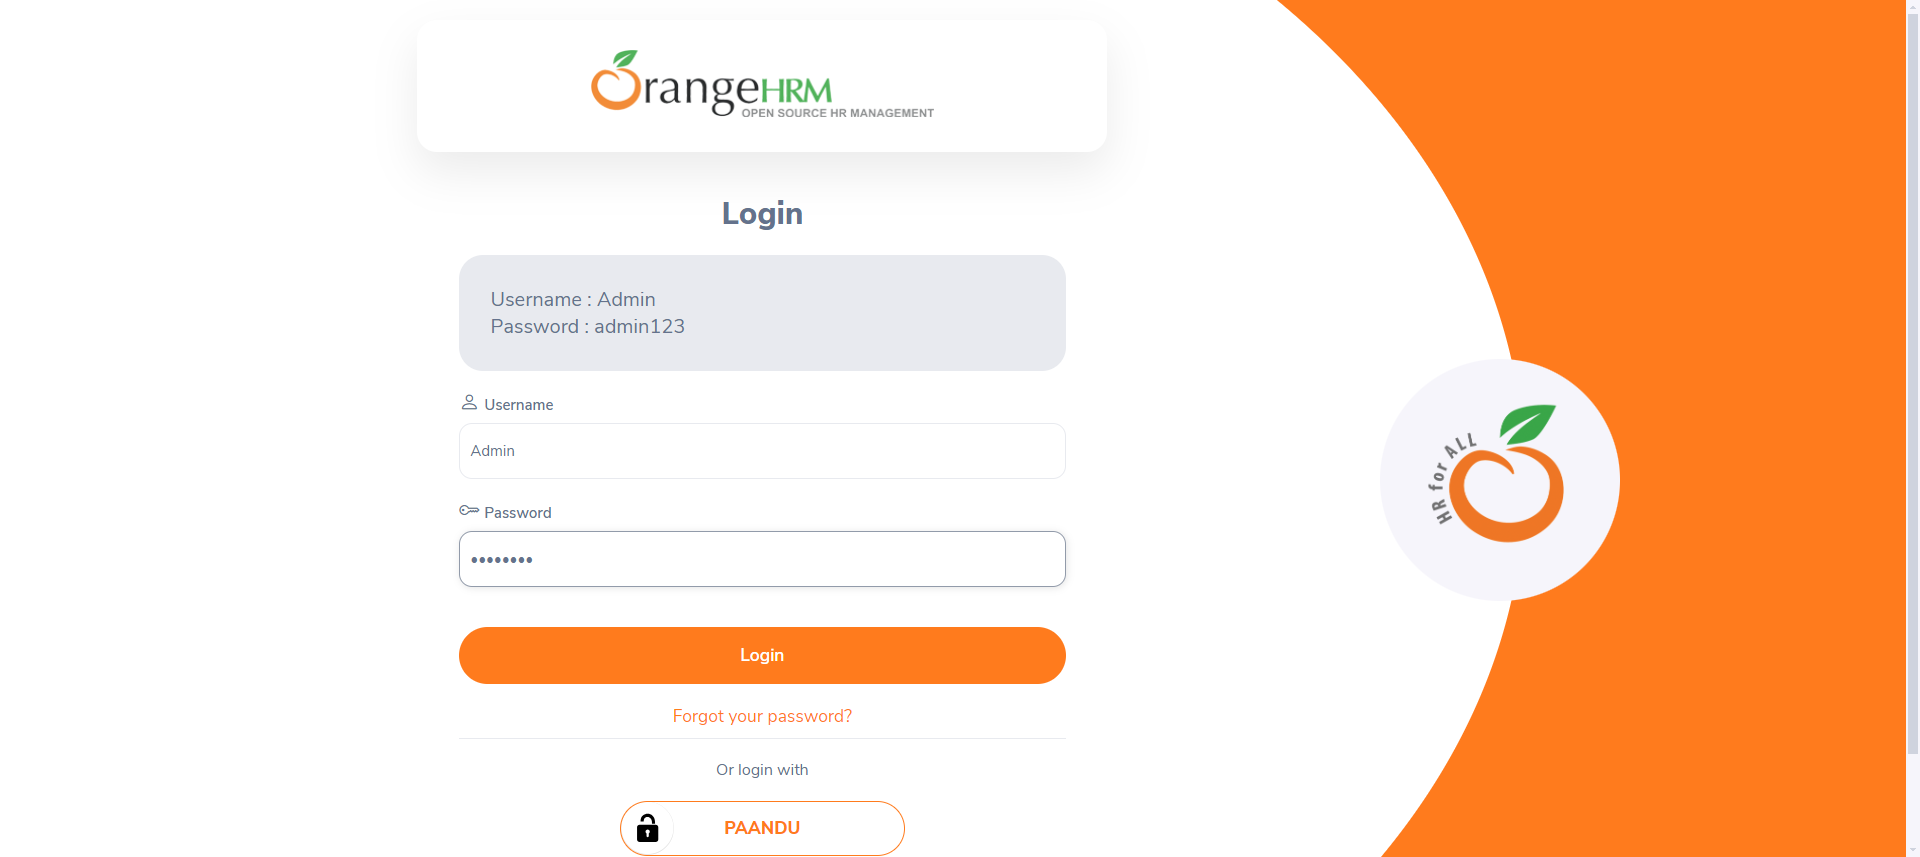 OrangeHRM
OPEN SOURCE HR MANAGEMENT
Login
Username : Admin
Password : admin123
Username
Admin
Password
••••••••
Login
Forgot your password?
Or login with
PAANDU
HR for ALL